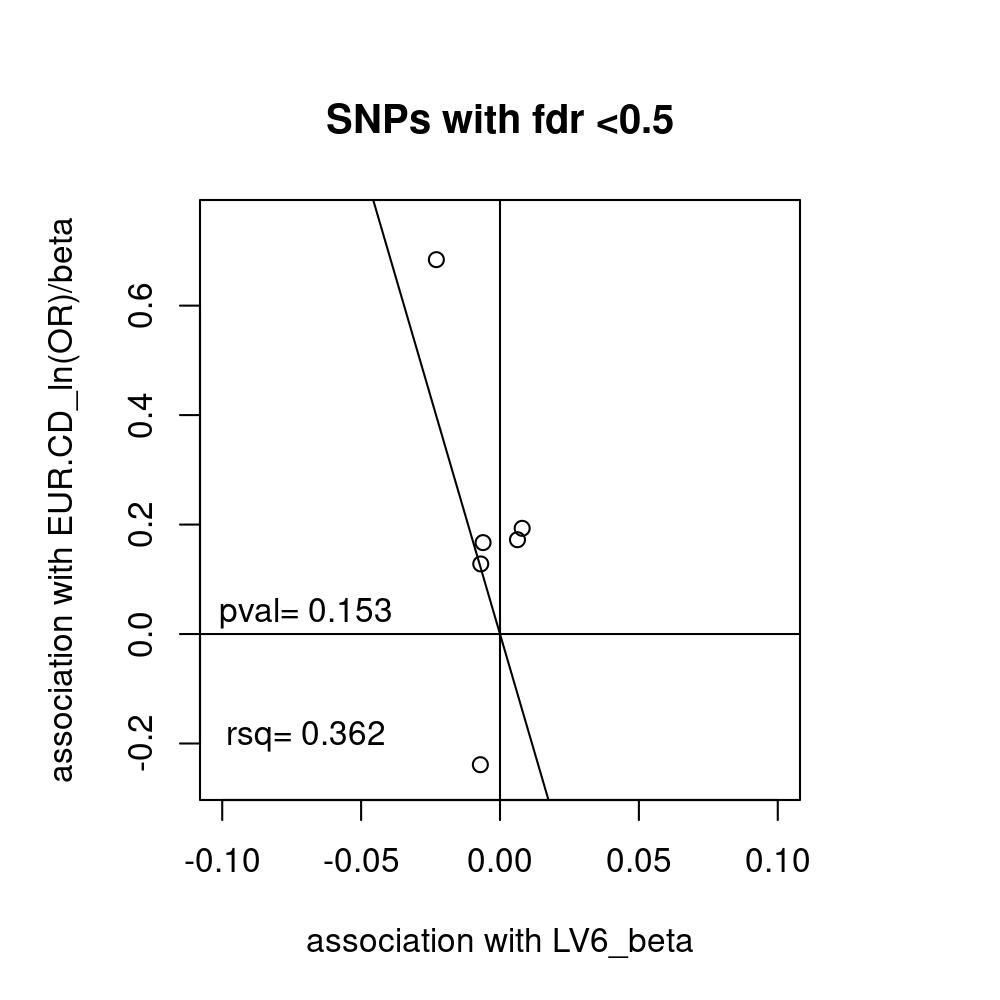 SNPs with fdr <0.5
association with EUR.CD_ln(OR)/beta
0.6
0.4
0.2
0.0
-0.2
pval= 0.153
rsq= 0.362
-0.10 -0.05 0.00 0.05 0.10
association with LV6_beta